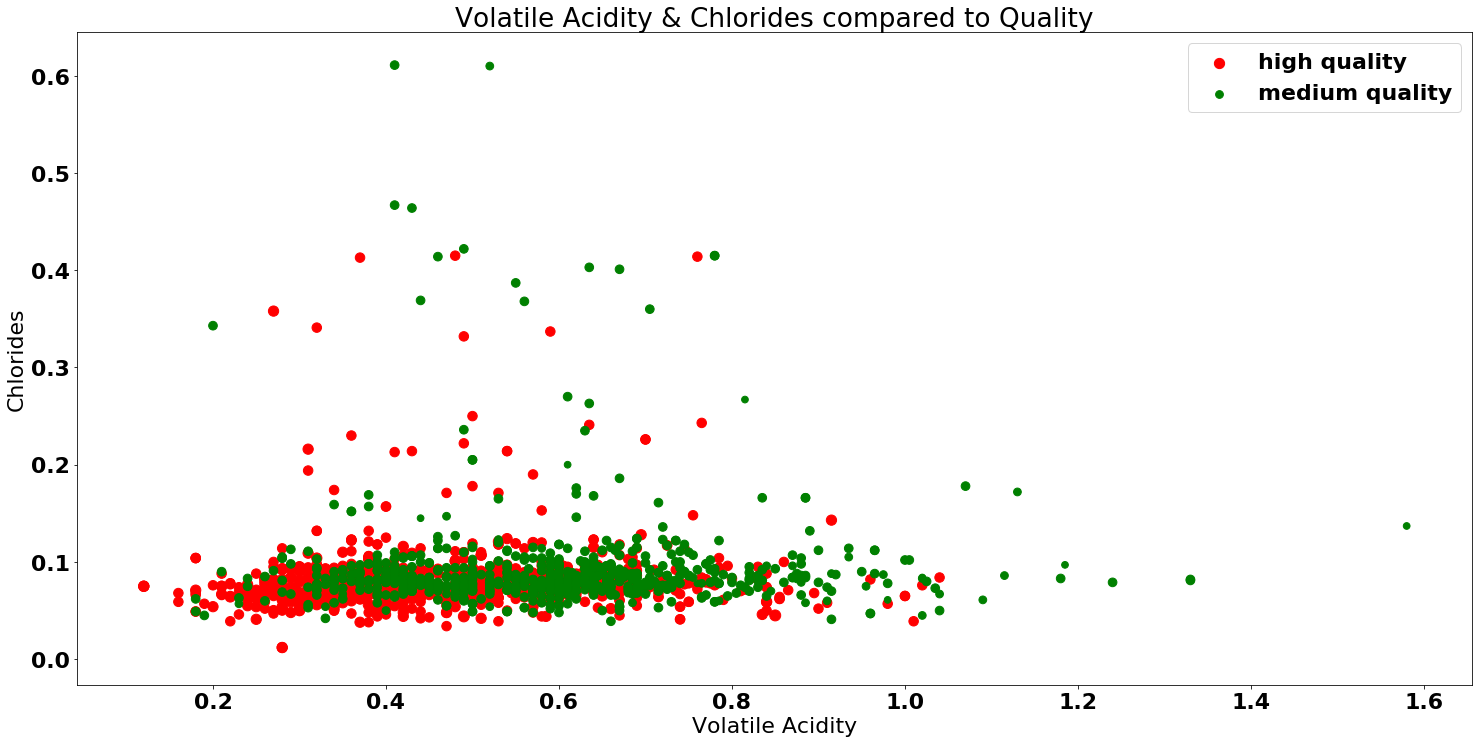 Volatile Acidity & Chlorides compared to Quality
high quality
medium quality
0.6
0.5
0.4
0.3
0.2
0.1
0.0
Chlorides
0.2 0.4 0.6 0.8 1.0 1.2 1.4 1.6
Volatile Acidity